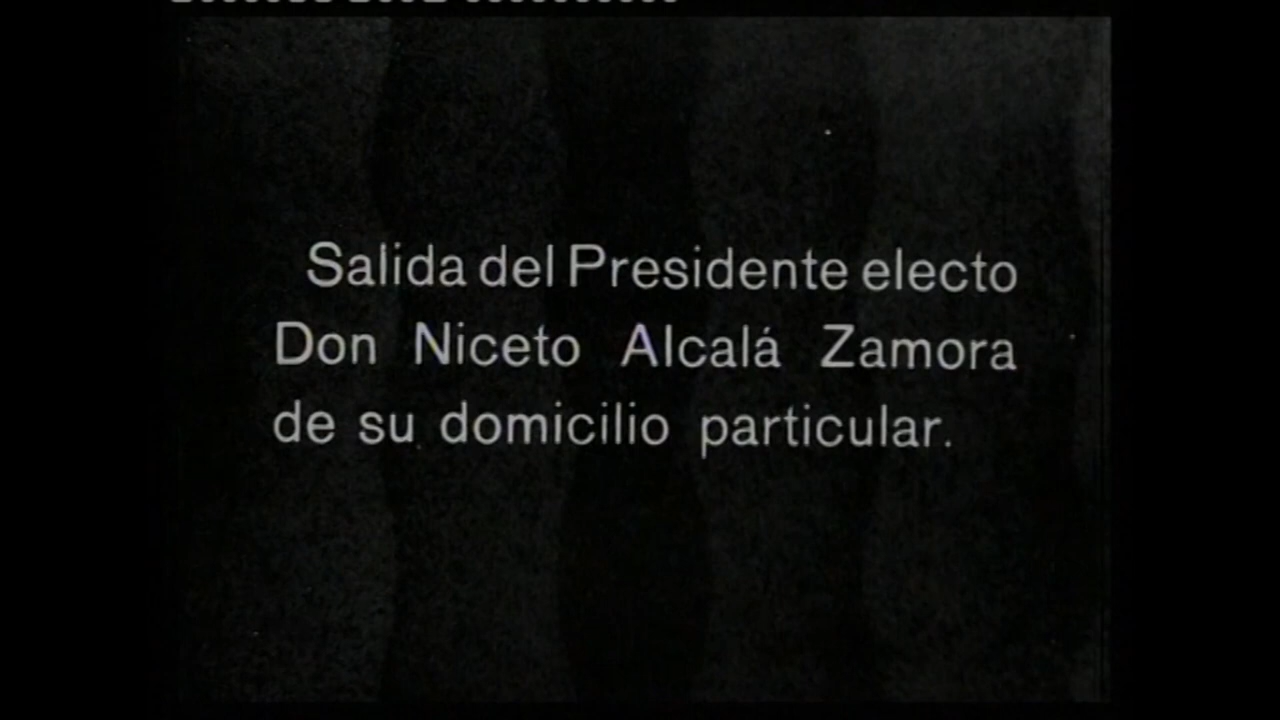 Salida del Presidente electo
Don Niceto Alcalá Zamora
de su domicilio particular.